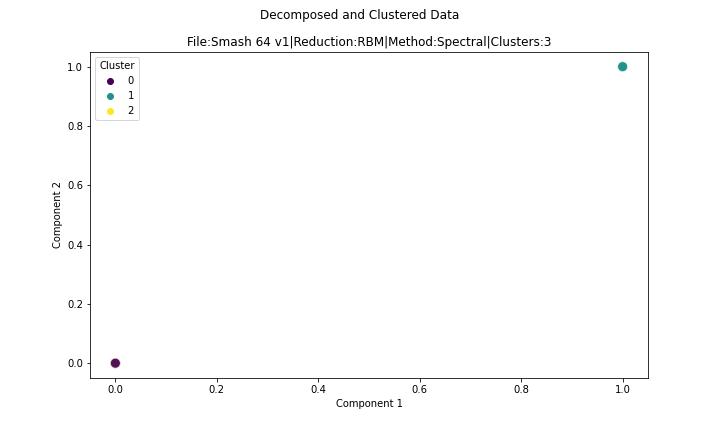 Decomposed and Clustered Data
File:Smash 64 v1|Reduction:RBM|Method:Spectral|Clusters:3
Cluster
0
1
2
1.0
0.8
0.6
0.4
0.2
0.0
Component 2
0.0 0.2 0.4 0.6 0.8 1.0
Component 1